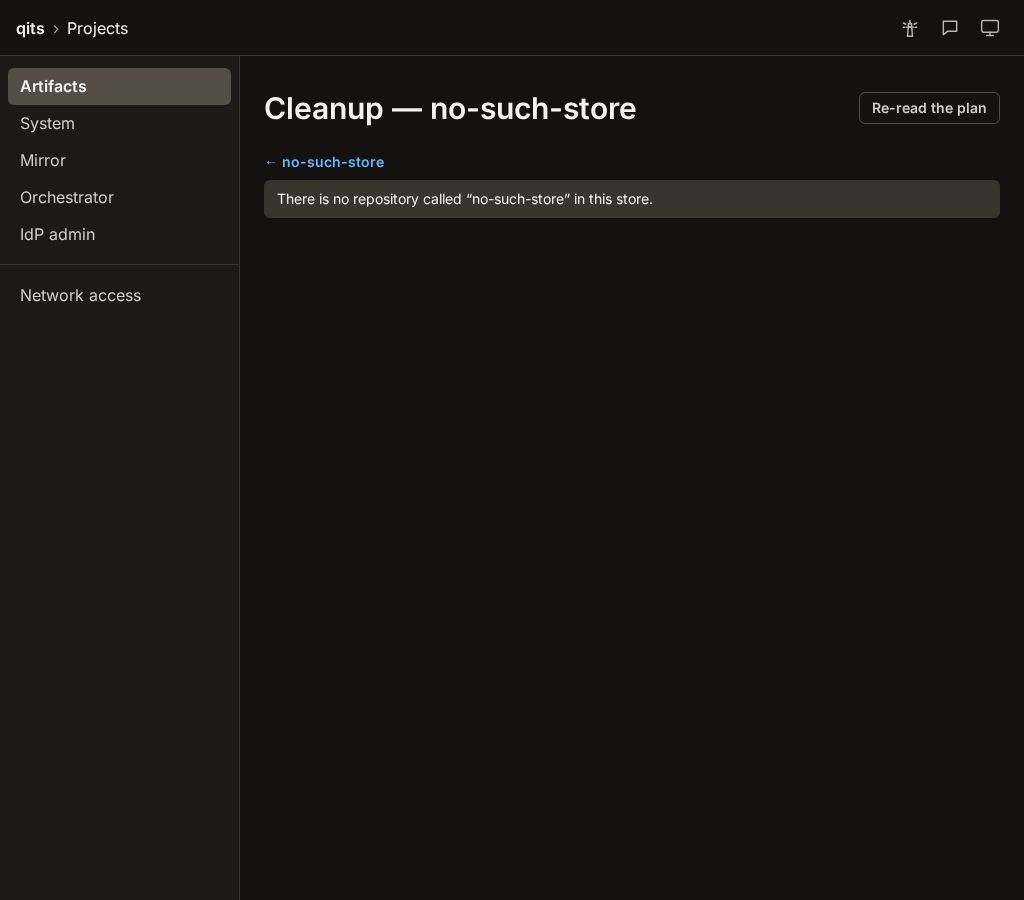 qits › Projects
Artifacts
System
Mirror
Orchestrator
IdP admin
Network access
Cleanup — no-such-store
Re-read the plan
← no-such-store
There is no repository called “no-such-store” in this store.